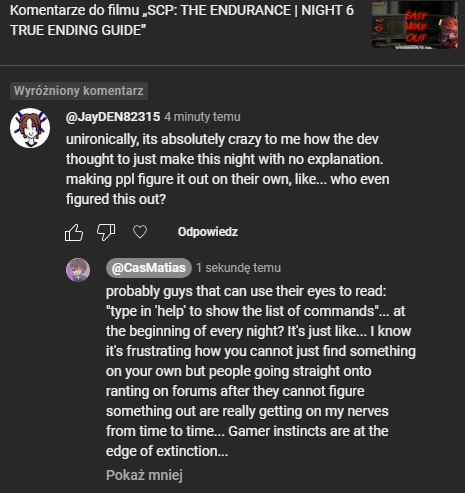 Komentarze do filmu „SCP: THE ENDURANCE | NIGHT 6
TRUE ENDING GUIDE”
EASY
WAY
OUT
Wyróżniony komentarz
@JayDEN82315 4 minuty temu
unironically, its absolutely crazy to me how the dev
thought to just make this night with no explanation.
making ppl figure it out on their own, like... who even
figured this out?
Odpowiedz
@CasMatias 1 sekundę temu
probably guys that can use their eyes to read:
"type in 'help' to show the list of commands"... at
the beginning of every night? It's just like... I know
it's frustrating how you cannot just find something
on your own but people going straight onto
ranting on forums after they cannot figure
something out are really getting on my nerves
from time to time... Gamer instincts are at the
edge of extinction...
Pokaż mniej